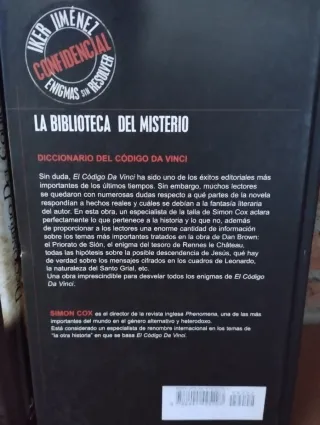 IKER JIMÉNEZ
CONFIDENCIAL
ENIGMAS SIN RESOLVER
LA BIBLIOTECA DEL MISTERIO
DICCIONARIO DEL CÓDIGO DA VINCI
Sin duda, El Código Da Vinci ha sido uno de los éxitos editoriales más
importantes de los últimos tiempos. Sin embargo, muchos lectores
se quedaron con numerosas dudas respecto a qué partes de la novela
respondían a hechos reales y cuáles se debían a la fantasía literaria
del autor. En esta obra, un especialista de la talla de Simon Cox aclara
perfectamente lo que pertenece a la historia y lo que no, además
de proporcionar a los lectores una enorme cantidad de información
sobre los temas más importantes tratados en la obra de Dan Brown:
el Priorato de Sión, el enigma del tesoro de Rennes le Château,
todas las hipótesis sobre la posible descendencia de Jesús, qué hay
de verdad sobre los mensajes cifrados en los cuadros de Leonardo,
la naturaleza del Santo Grial, etc.
Una obra imprescindible para desvelar todos los enigmas de El Código
Da Vinci.
SIMON COX es el director de la revista inglesa Phenomena, una de las más
importantes del mundo en el género alternativo y heterodoxo.
Está considerado un especialista de renombre internacional en los temas de
"la otra historia" en que se basa El Código Da Vinci.